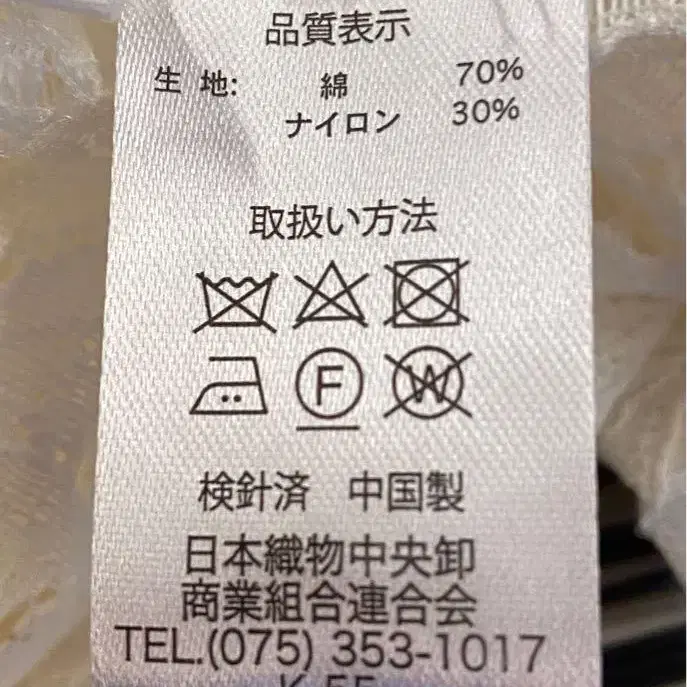 品質表示
生 地: 綿 70%
ナイロン 30%
取扱い方法
F W
検針済 中国製
日本織物中央卸
商業組合連合会
TEL.(075) 353-1017